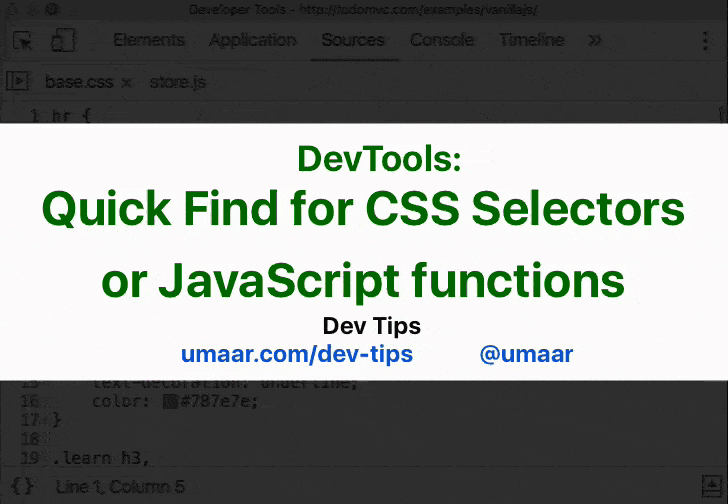 Developer Tools - http://todomvc.com/examples/vanillajs/
Elements Application Sources Console Timeline »
base.css × store.js
1 hr {
DevTools:
Quick Find for CSS Selectors
or JavaScript functions
Dev Tips
umaar.com/dev-tips @umaar
15 text-decoration: underline;
16 color: #787e7e;
17 }
18
19 .learn h3,
{} Line 1, Column 5